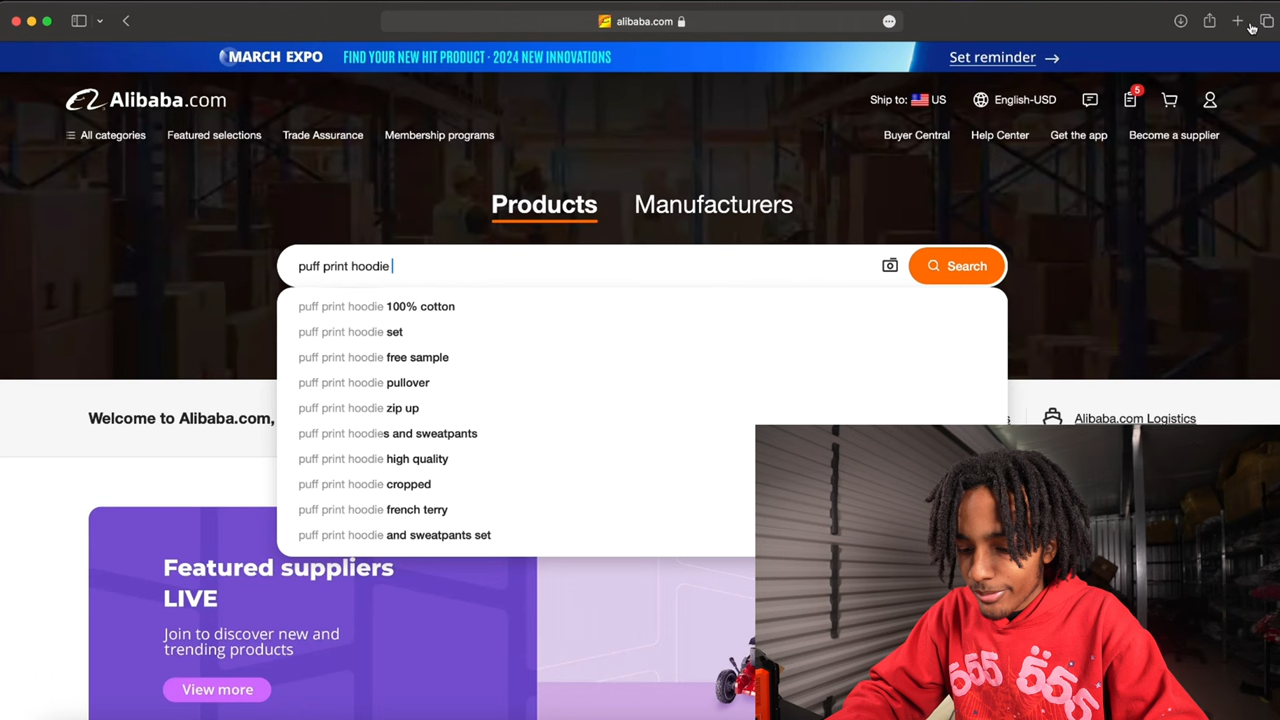 alibaba.com
MARCH EXPO FIND YOUR NEW HIT PRODUCT · 2024 NEW INNOVATIONS Set reminder →
Alibaba.com
Ship to: US English-USD 5
All categories Featured selections Trade Assurance Membership programs
Buyer Central Help Center Get the app Become a supplier
Products Manufacturers
puff print hoodie Search
puff print hoodie 100% cotton
puff print hoodie set
puff print hoodie free sample
puff print hoodie pullover
puff print hoodie zip up
puff print hoodies and sweatpants
puff print hoodie high quality
puff print hoodie cropped
puff print hoodie french terry
puff print hoodie and sweatpants set
Welcome to Alibaba.com,
Alibaba.com Logistics
Featured suppliers
LIVE
Join to discover new and
trending products
View more
555 555